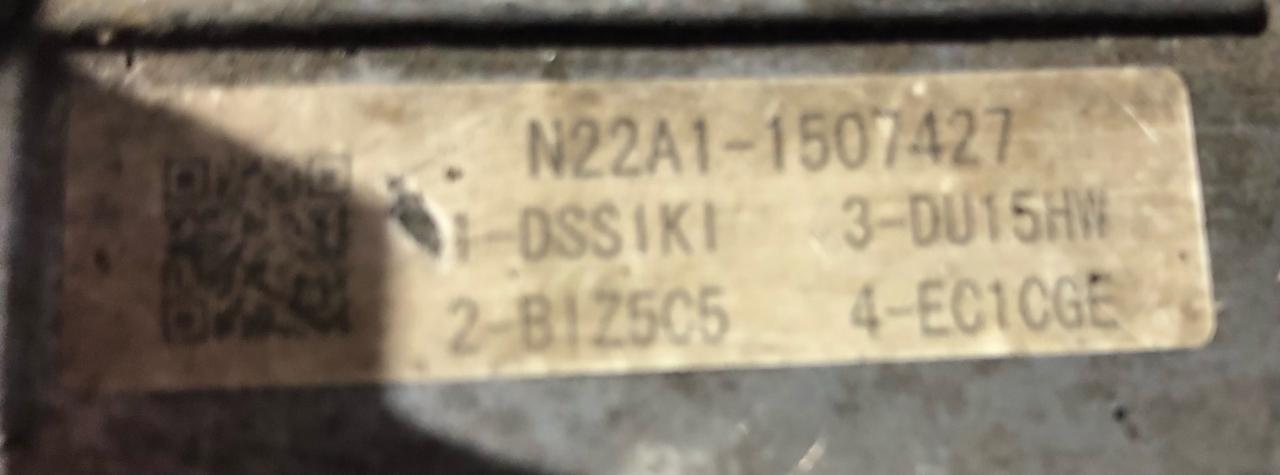 N22A1-1507427
1-DSSIKI 3-DU15HW
2-BIZ5C5 4-EC1CGE